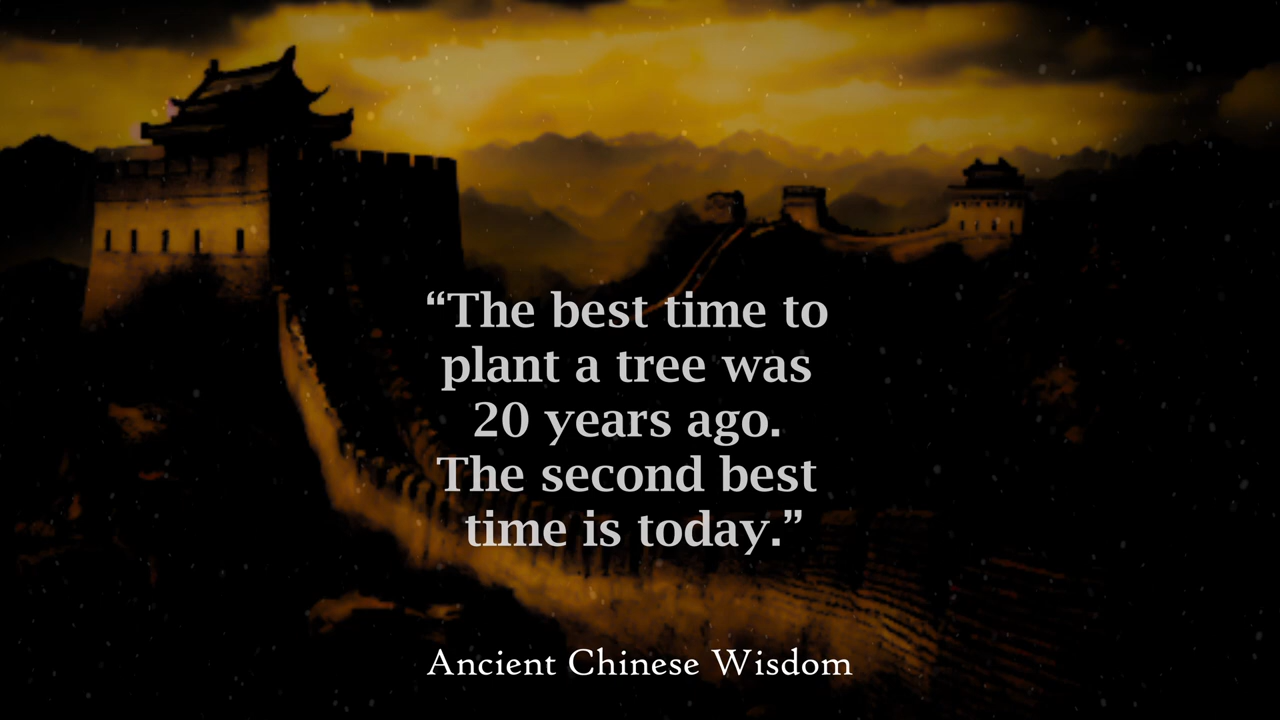 “The best time to
plant a tree was
20 years ago.
The second best
time is today.”
Ancient Chinese Wisdom